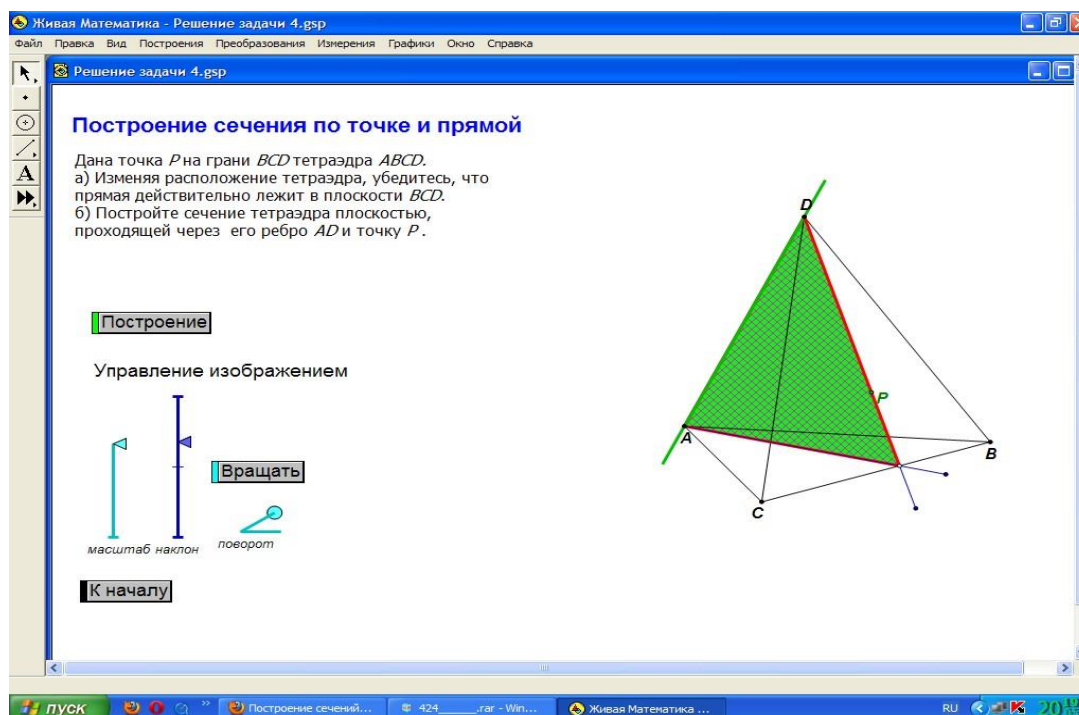 Живая Математика - Решение задачи 4.gsp
Файл Правка Вид Построения Преобразования Измерения Графики Окно Справка
Решение задачи 4.gsp
A
Построение сечения по точке и прямой
Дана точка P на грани BCD тетраэдра ABCD.
а) Изменяя расположение тетраэдра, убедитесь, что
прямая действительно лежит в плоскости BCD.
б) Постройте сечение тетраэдра плоскостью,
проходящей через его ребро AD и точку P .
D
P
A
B
C
Построение
Управление изображением
Вращать
масштаб наклон поворот
К началу
пуск
Построение сечений...
424______.rar - Win...
Живая Математика ...
RU